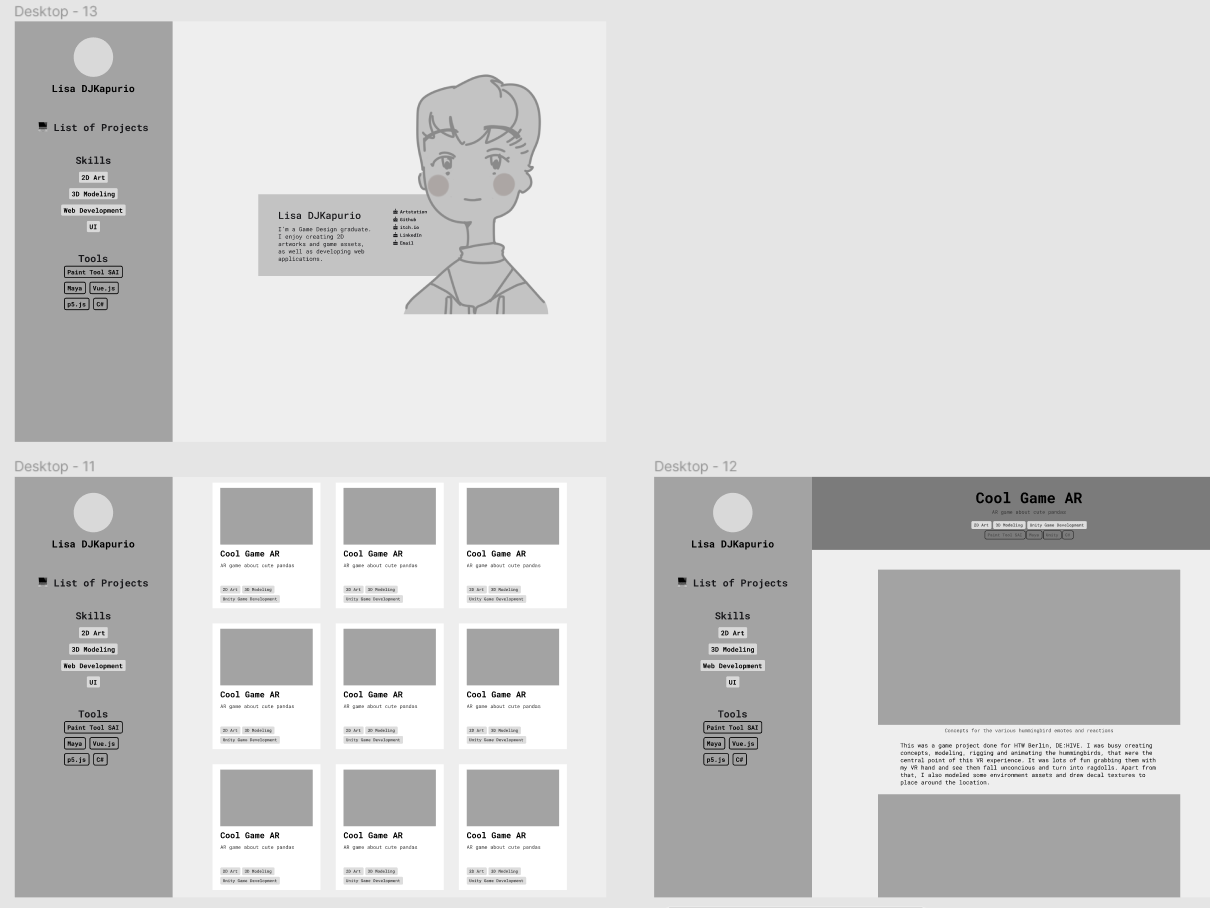 Desktop - 13
Lisa DJKapurio
List of Projects
Skills
2D Art
3D Modeling
Web Development
UI
Tools
Paint Tool SAI
Maya Vue.js
p5.js C#
Lisa DJKapurio
I'm a Game Design graduate.
I enjoy creating 2D
artworks and game assets,
as well as developing web
applications.
Artstation
Github
itch.io
LinkedIn
Email
Desktop - 11
Lisa DJKapurio
List of Projects
Skills
2D Art
3D Modeling
Web Development
UI
Tools
Paint Tool SAI
Maya Vue.js
p5.js C#
Cool Game AR
AR game about cute pandas
2D Art 3D Modeling
Unity Game Development
Cool Game AR
AR game about cute pandas
2D Art 3D Modeling
Unity Game Development
Cool Game AR
AR game about cute pandas
2D Art 3D Modeling
Unity Game Development
Cool Game AR
AR game about cute pandas
2D Art 3D Modeling
Unity Game Development
Cool Game AR
AR game about cute pandas
2D Art 3D Modeling
Unity Game Development
Cool Game AR
AR game about cute pandas
2D Art 3D Modeling
Unity Game Development
Cool Game AR
AR game about cute pandas
2D Art 3D Modeling
Unity Game Development
Cool Game AR
AR game about cute pandas
2D Art 3D Modeling
Unity Game Development
Cool Game AR
AR game about cute pandas
2D Art 3D Modeling
Unity Game Development
Desktop - 12
Lisa DJKapurio
List of Projects
Skills
2D Art
3D Modeling
Web Development
UI
Tools
Paint Tool SAI
Maya Vue.js
p5.js C#
Cool Game AR
AR game about cute pandas
2D Art 3D Modeling Unity Game Development
Paint Tool SAI Maya Unity C#
Concepts for the various hummingbird emotes and reactions
This was a game project done for HTW Berlin, DE:HIVE. I was busy creating
concepts, modeling, rigging and animating the hummingbirds, that were the
central point of this VR experience. It was lots of fun grabbing them with
my VR hand and see them fall unconcious and turn into ragdolls. Apart from
that, I also modeled some environment assets and drew decal textures to
place around the location.